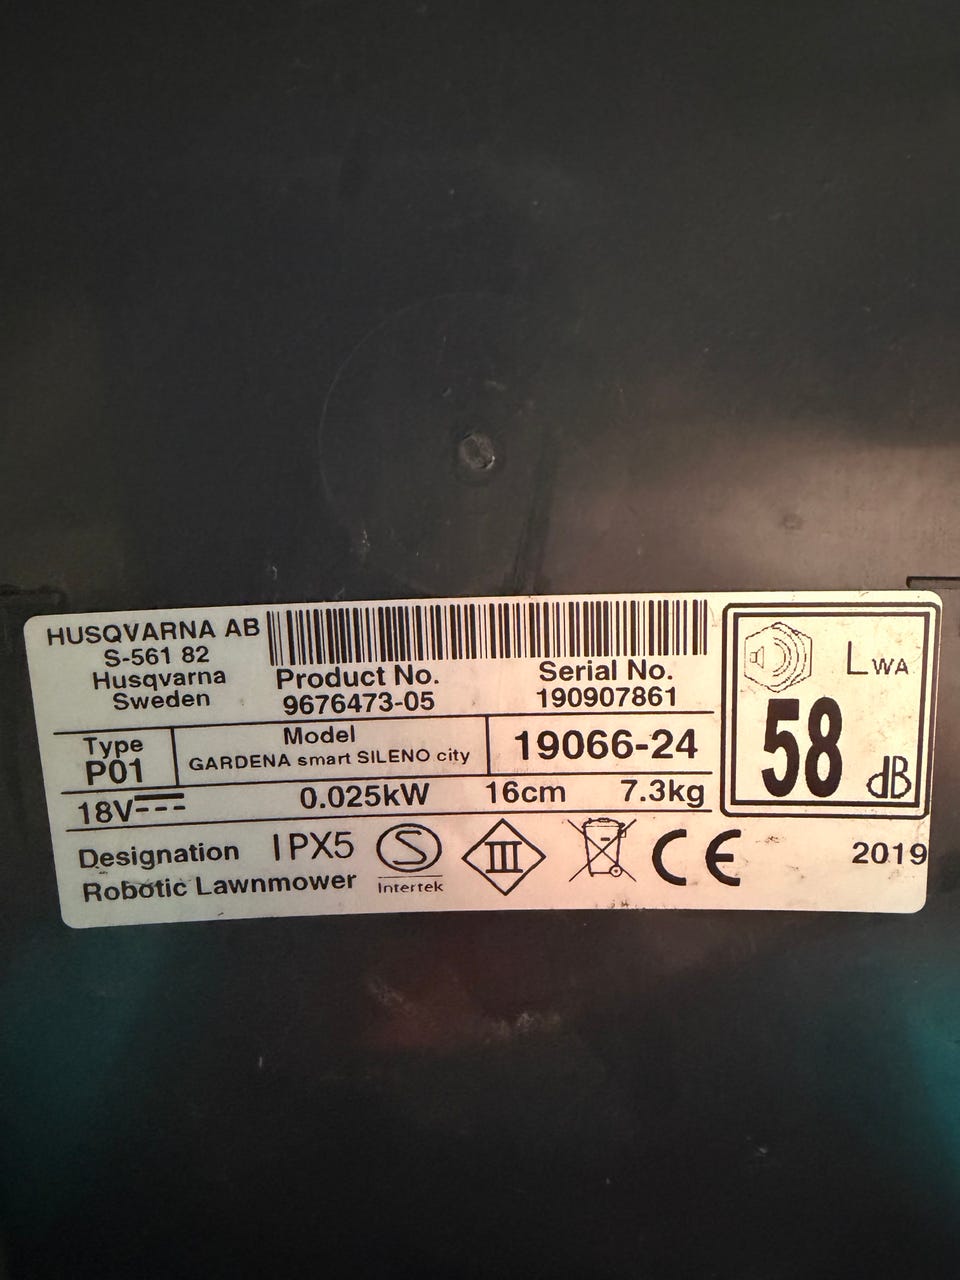 HUSQVARNA AB
S-561 82
Husqvarna
Sweden
Product No.
9676473-05
Serial No.
190907861
Type
P01
Model
GARDENA smart SILENO city
19066-24
18V
0.025kW
16cm
7.3kg
LWA
58
dB
Designation
Robotic Lawnmower
IPX5
S
Intertek
III
CE
2019